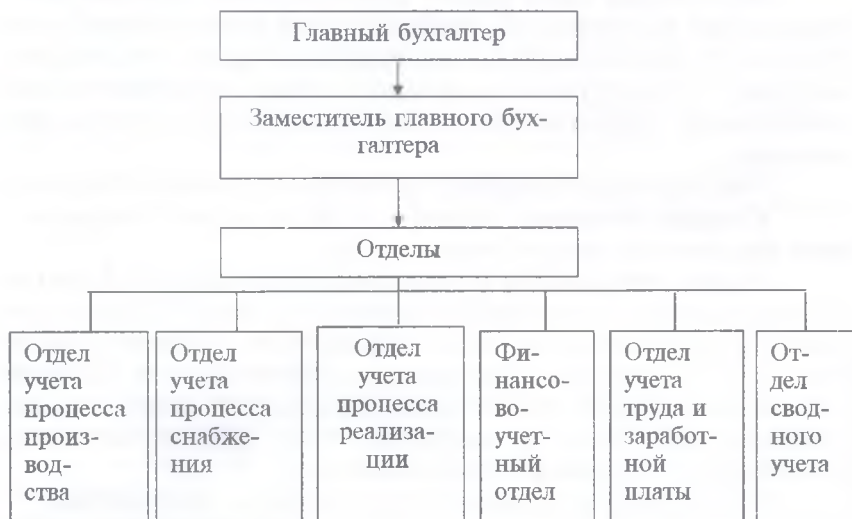 Главный бухгалтер
Заместитель главного бух-
галтера
Отделы
Отдел
учета
процесса
произ-
вод-
ства
Отдел
учета
процесса
снабже-
ния
Отдел
учета
процесса
реализа-
ции
Фи-
нансо-
во-
учет-
ный
отдел
Отдел
учета
труда и
заработ-
ной
платы
От-
дел
свод-
ного
учета